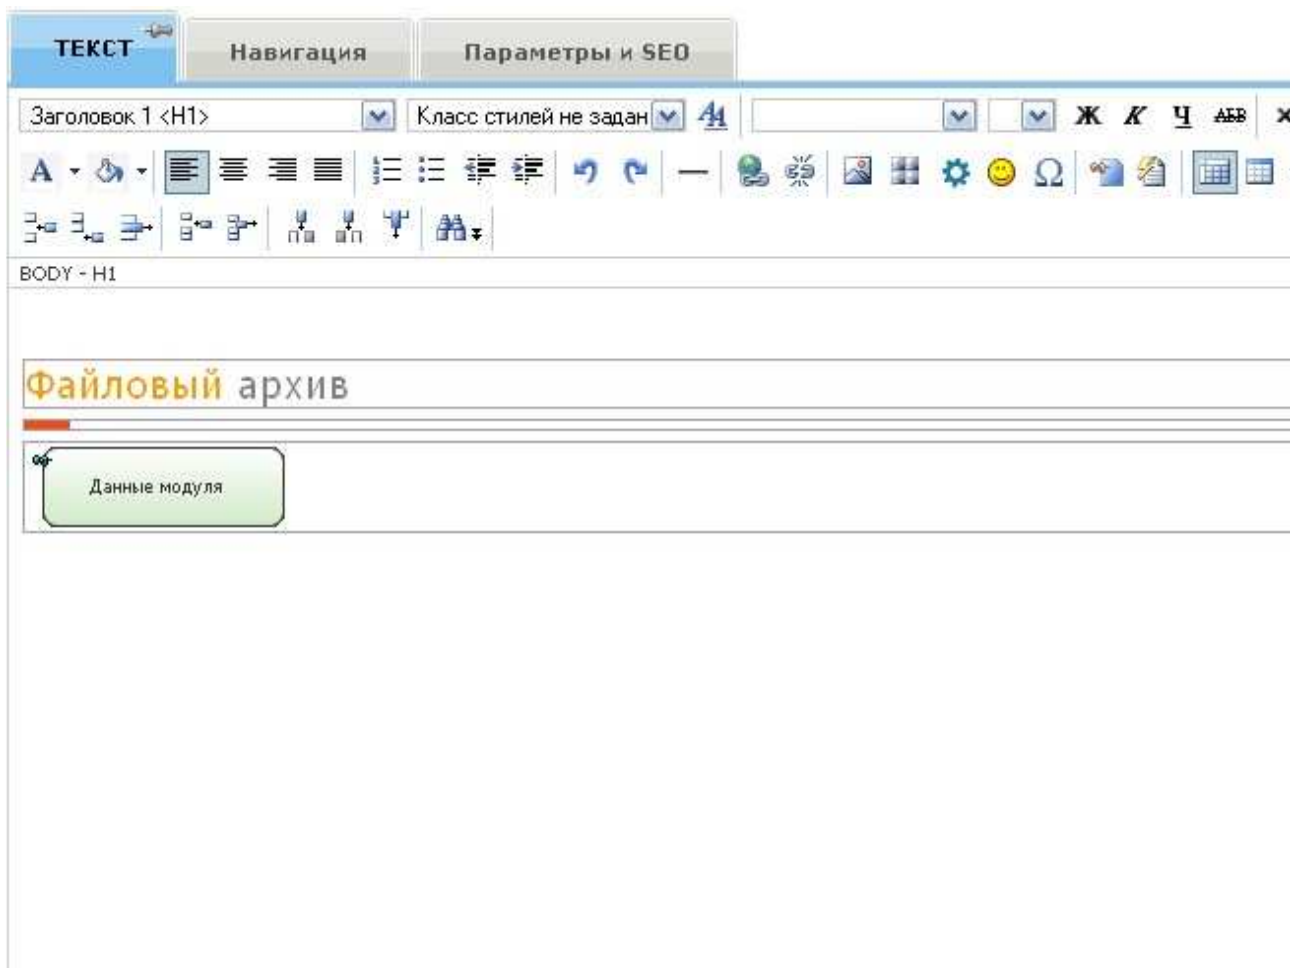 ТЕКСТ
Навигация
Параметры и SEO
Заголовок 1 <H1>
Класс стилей не задан
Ж К Ч АБВ
BODY - H1
Файловый архив
Данные модуля